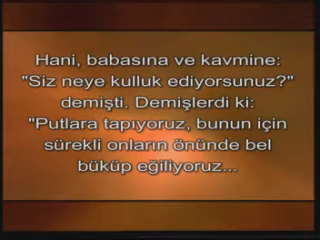 Hani, babasına ve kavmine:
"Siz neye kulluk ediyorsunuz?"
demişti. Demişlerdi ki:
"Putlara tapıyoruz, bunun için
sürekli onların önünde bel
büküp eğiliyoruz...